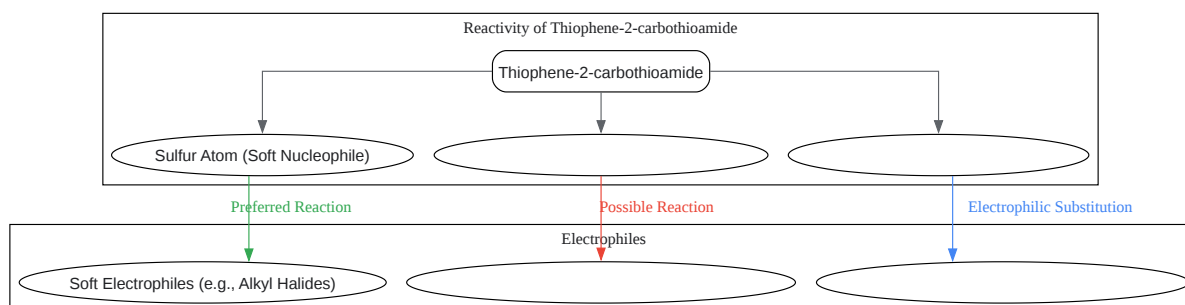 Reactivity of Thiophene-2-carbothioamide
Thiophene-2-carbothioamide
Sulfur Atom (Soft Nucleophile)
Preferred Reaction
Possible Reaction
Electrophilic Substitution
Electrophiles
Soft Electrophiles (e.g., Alkyl Halides)